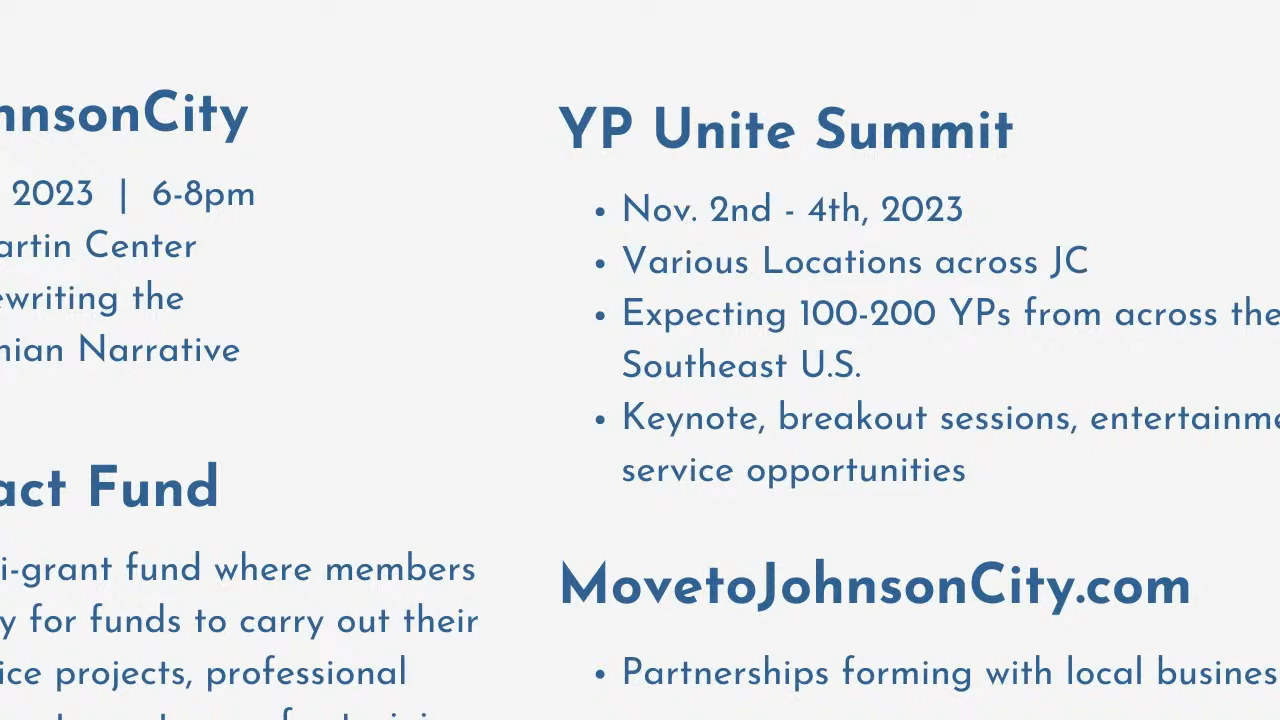 hnsonCity
2023 | 6-8pm
artin Center
ewriting the
nian Narrative
act Fund
i-grant fund where members
y for funds to carry out their
ice projects, professional
YP Unite Summit
• Nov. 2nd - 4th, 2023
• Various Locations across JC
• Expecting 100-200 YPs from across the
Southeast U.S.
• Keynote, breakout sessions, entertainme
service opportunities
MovetoJohnsonCity.com
• Partnerships forming with local busines